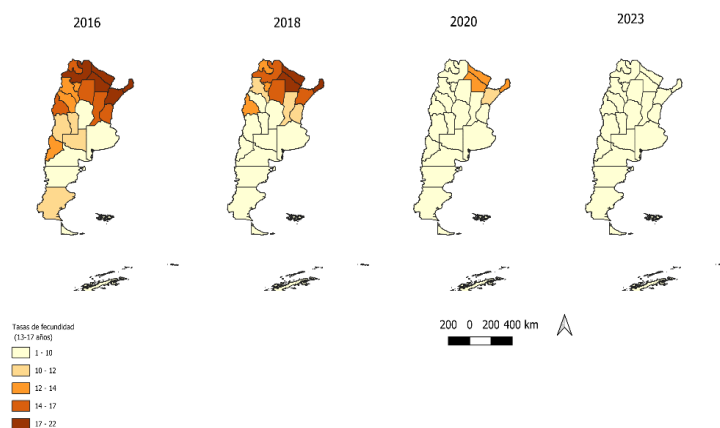 2016
2018
2020
2023
Tasas de fecundidad
(13-17 años)
1 - 10
10 - 12
12 - 14
14 - 17
17 - 22
200 0 200 400 km